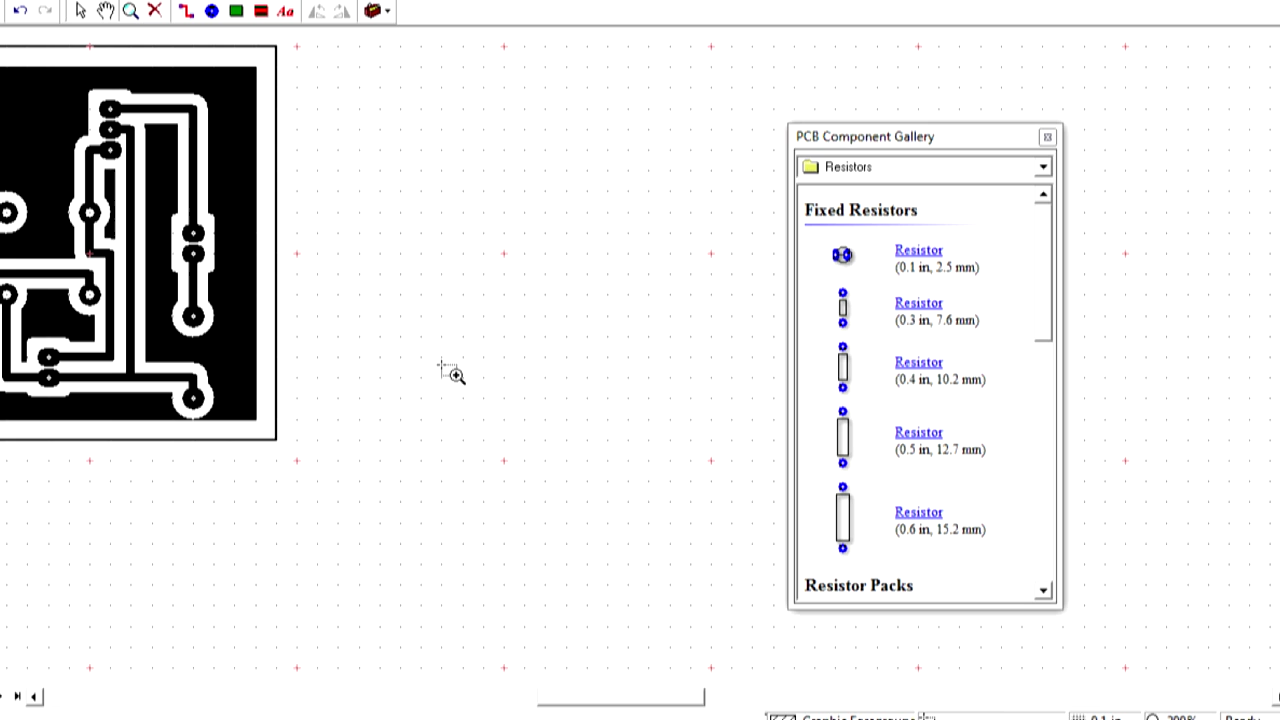 Aa
PCB Component Gallery
Resistors
Fixed Resistors
Resistor
(0.1 in, 2.5 mm)
Resistor
(0.3 in, 7.6 mm)
Resistor
(0.4 in, 10.2 mm)
Resistor
(0.5 in, 12.7 mm)
Resistor
(0.6 in, 15.2 mm)
Resistor Packs